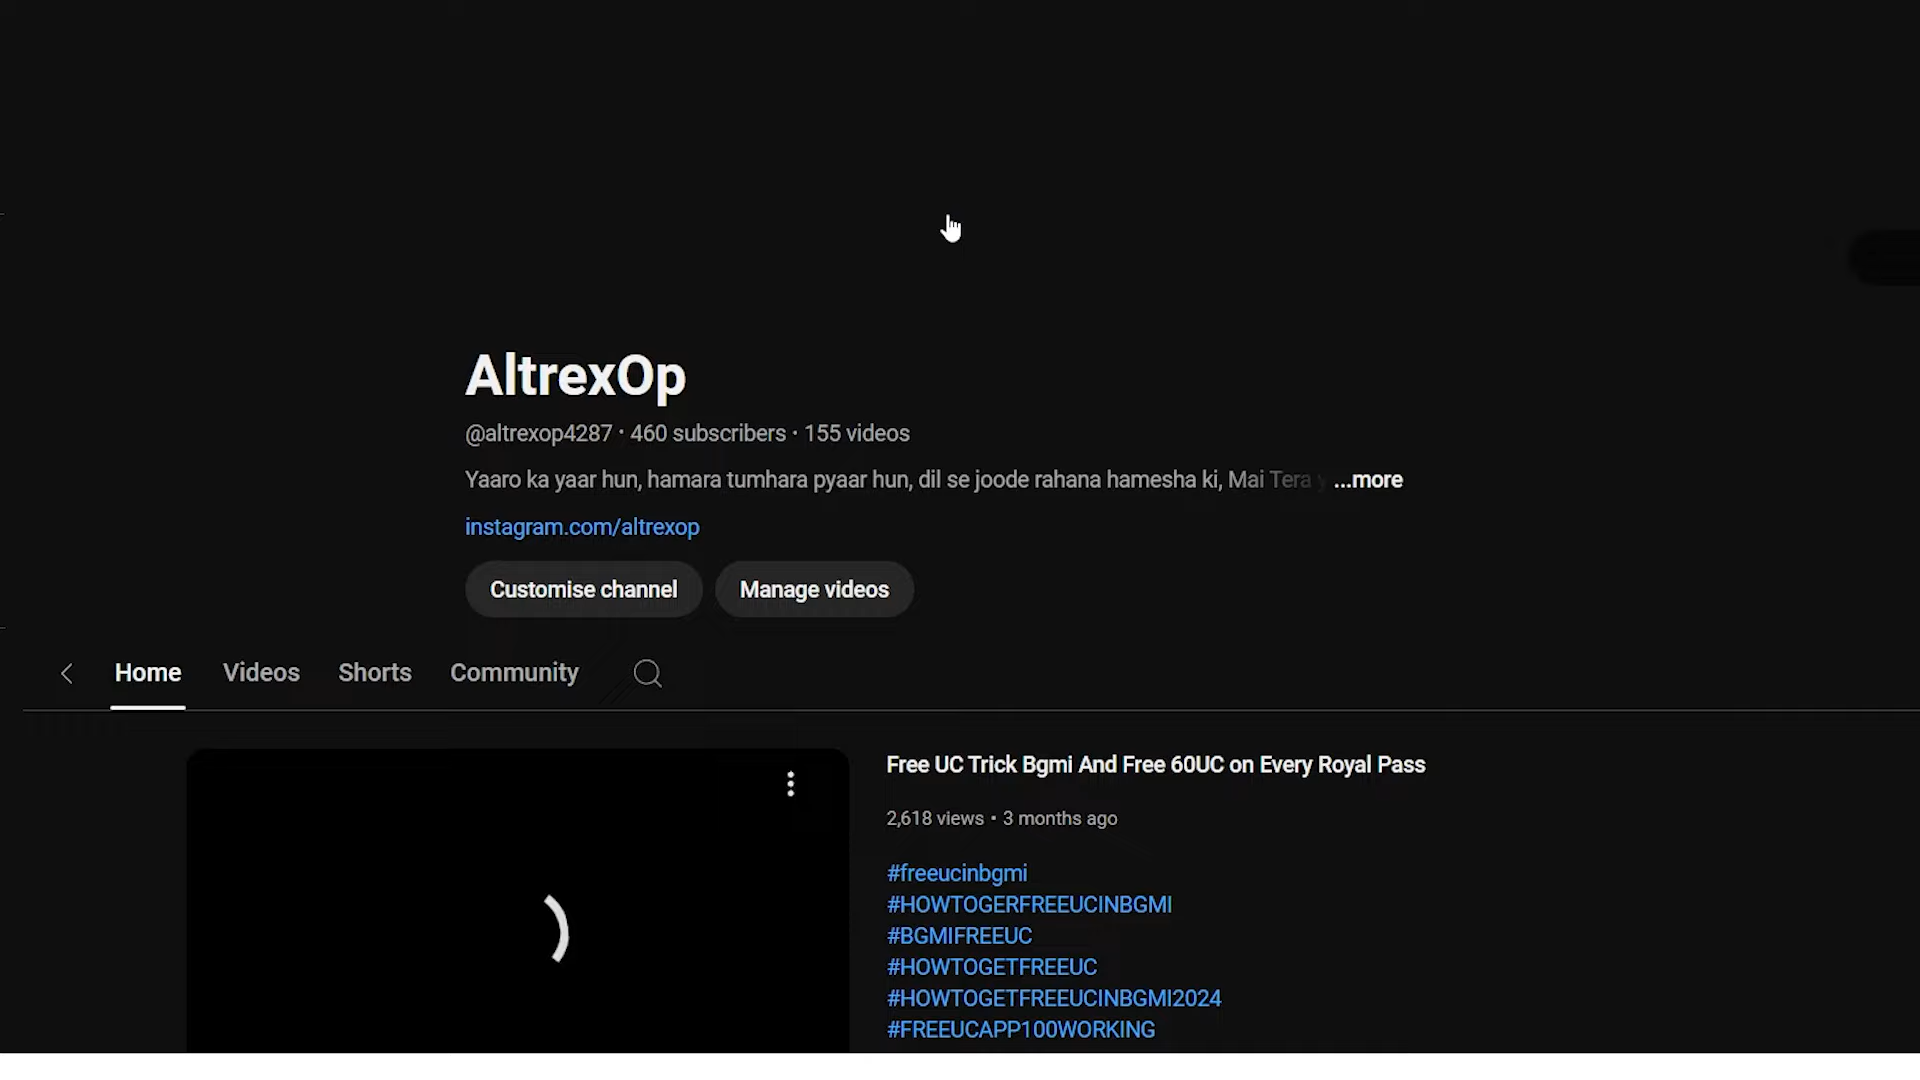 AltrexOp
@altrexop4287 · 460 subscribers · 155 videos
Yaaro ka yaar hun, hamara tumhara pyaar hun, dil se joode rahana hamesha ki, Mai Tera ...more
instagram.com/altrexop
Customise channel Manage videos
Home Videos Shorts Community
Free UC Trick Bgmi And Free 60UC on Every Royal Pass
2,618 views • 3 months ago
#freeucinbgmi
#HOWTOGERFREEUCINBGMI
#BGMIFREEUC
#HOWTOGETFREEUC
#HOWTOGETFREEUCINBGMI2024
#FREEUCAPP100WORKING